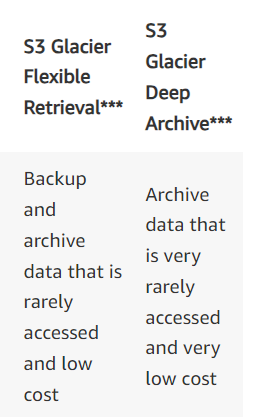 S3 Glacier
Flexible
Retrieval***
S3
Glacier
Deep
Archive***
Backup
and
archive
data that is
rarely
accessed
and low
cost
Archive
data that
is very
rarely
accessed
and very
low cost